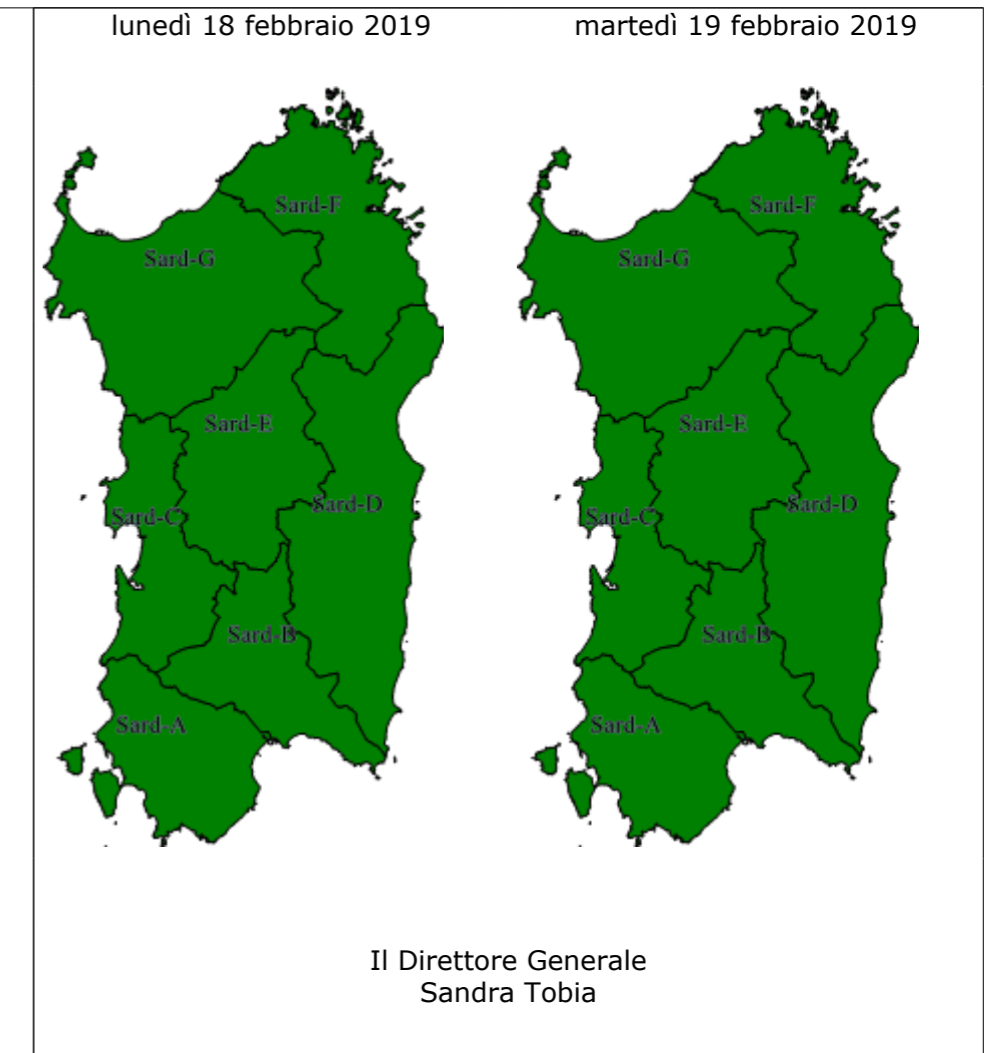 lunedì 18 febbraio 2019
martedì 19 febbraio 2019
Sard-F
Sard-G
Sard-E
Sard-D
Sard-C
Sard-B
Sard-A
Sard-F
Sard-G
Sard-E
Sard-D
Sard-C
Sard-B
Sard-A
Il Direttore Generale
Sandra Tobia